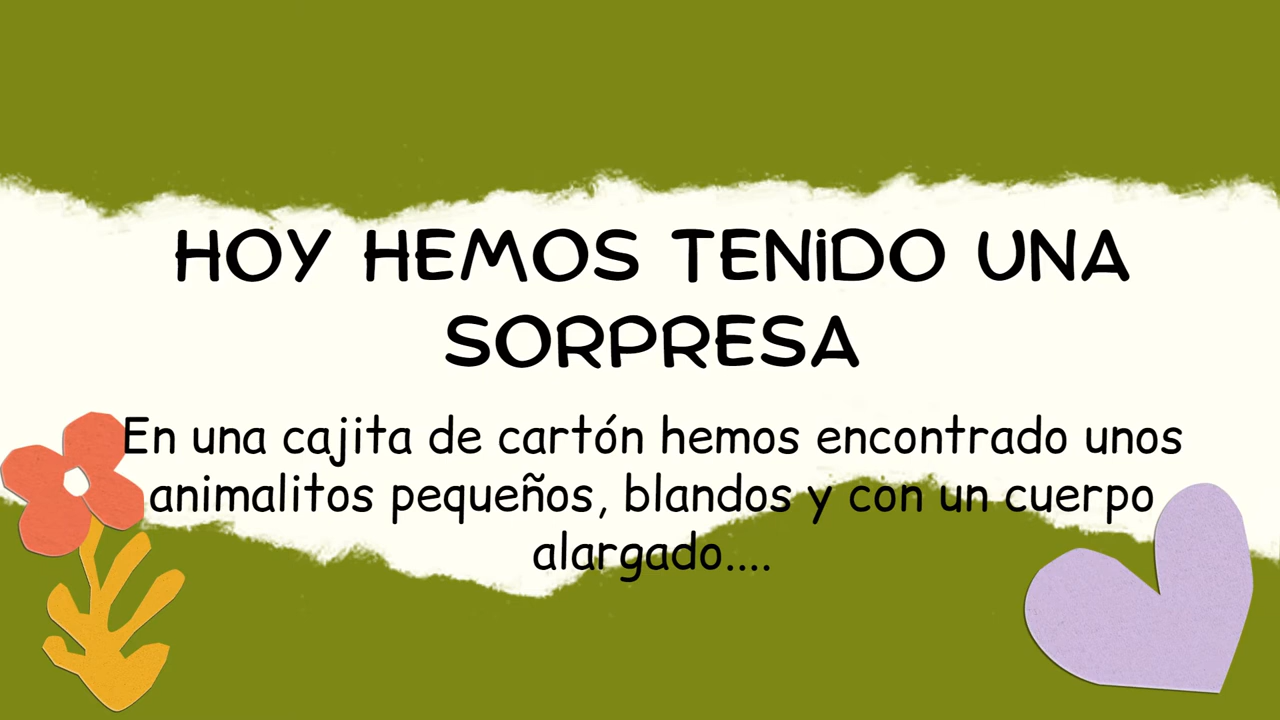 HOY HEMOS TENIDO UNA
SORPRESA
En una cajita de cartón hemos encontrado unos
animalitos pequeños, blandos y con un cuerpo
alargado....